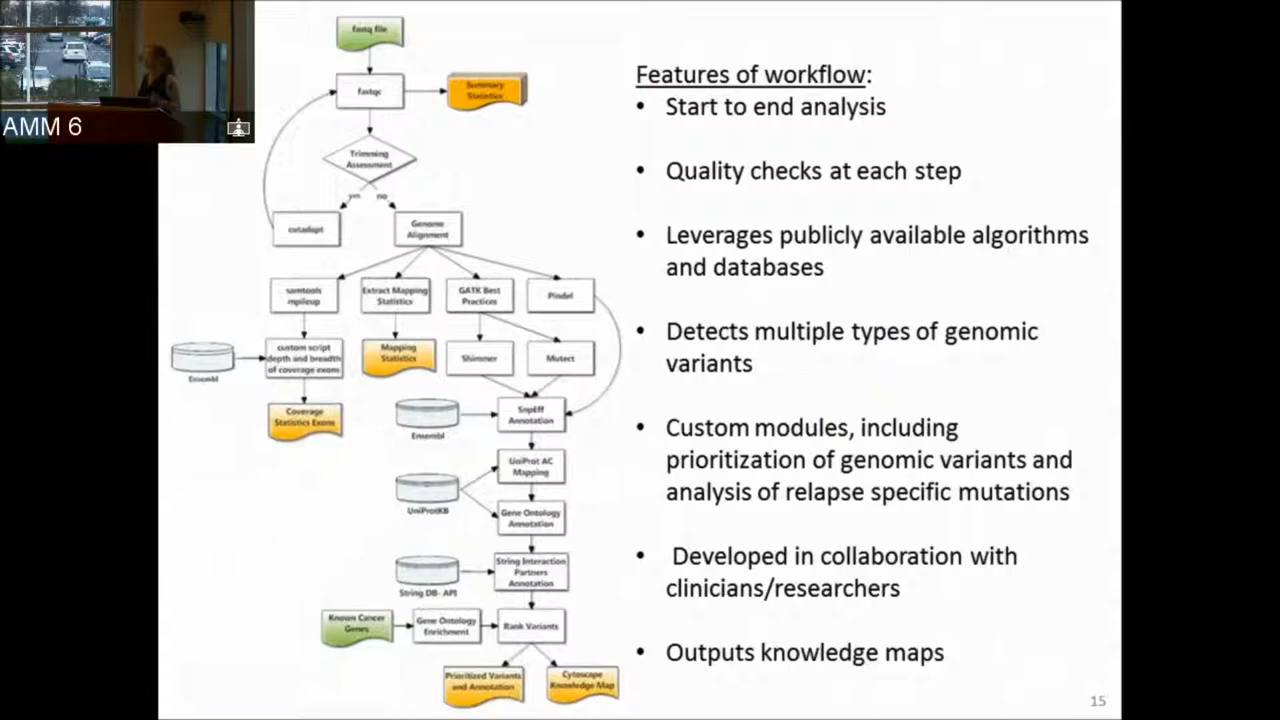 AMM 6
fastq file
fastqc
Summary
Statistics
Trimming
Assessment
yes
no
cutadapt
Genome
Alignment
samtools
mpileup
Extract Mapping
Statistics
GATK Best
Practices
Pindel
Ensembl
custom script
depth and breadth
of coverage exons
Mapping
Statistics
Shimmer
Mutect
Coverage
Statistics Exons
Ensembl
SnpEff
Annotation
UniProt AC
Mapping
UniProtKB
Gene Ontology
Annotation
String DB- API
String Interaction
Partners
Annotation
Known Cancer
Genes
Gene Ontology
Enrichment
Rank Variants
Prioritized Variants
and Annotation
Cytoscape
Knowledge Map
Features of workflow:
• Start to end analysis
• Quality checks at each step
• Leverages publicly available algorithms
and databases
• Detects multiple types of genomic
variants
• Custom modules, including
prioritization of genomic variants and
analysis of relapse specific mutations
• Developed in collaboration with
clinicians/researchers
• Outputs knowledge maps
15